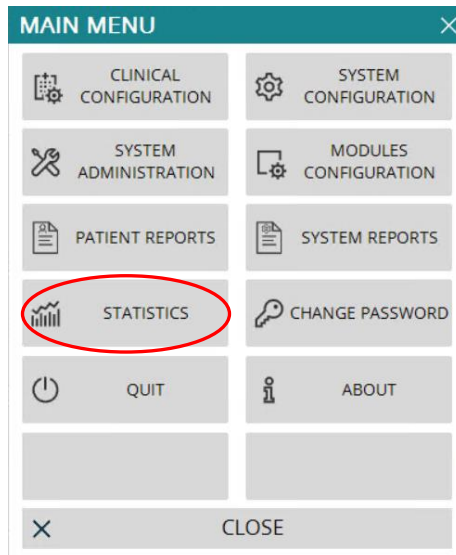 MAIN MENU
CLINICAL
CONFIGURATION
SYSTEM
CONFIGURATION
SYSTEM
ADMINISTRATION
MODULES
CONFIGURATION
PATIENT REPORTS
SYSTEM REPORTS
STATISTICS
CHANGE PASSWORD
QUIT
ABOUT
CLOSE